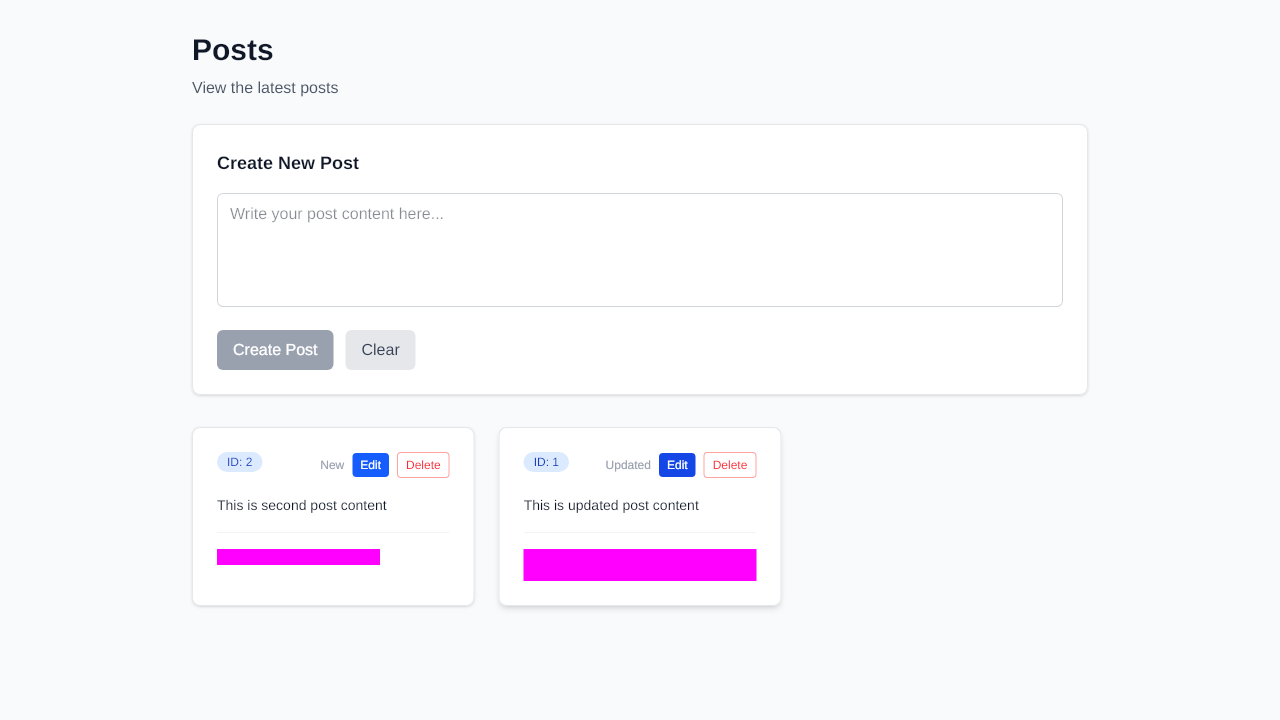 Posts
View the latest posts
Create New Post
Write your post content here...
Create Post
Clear
ID: 2
New
Edit
Delete
This is second post content
ID: 1
Updated
Edit
Delete
This is updated post content